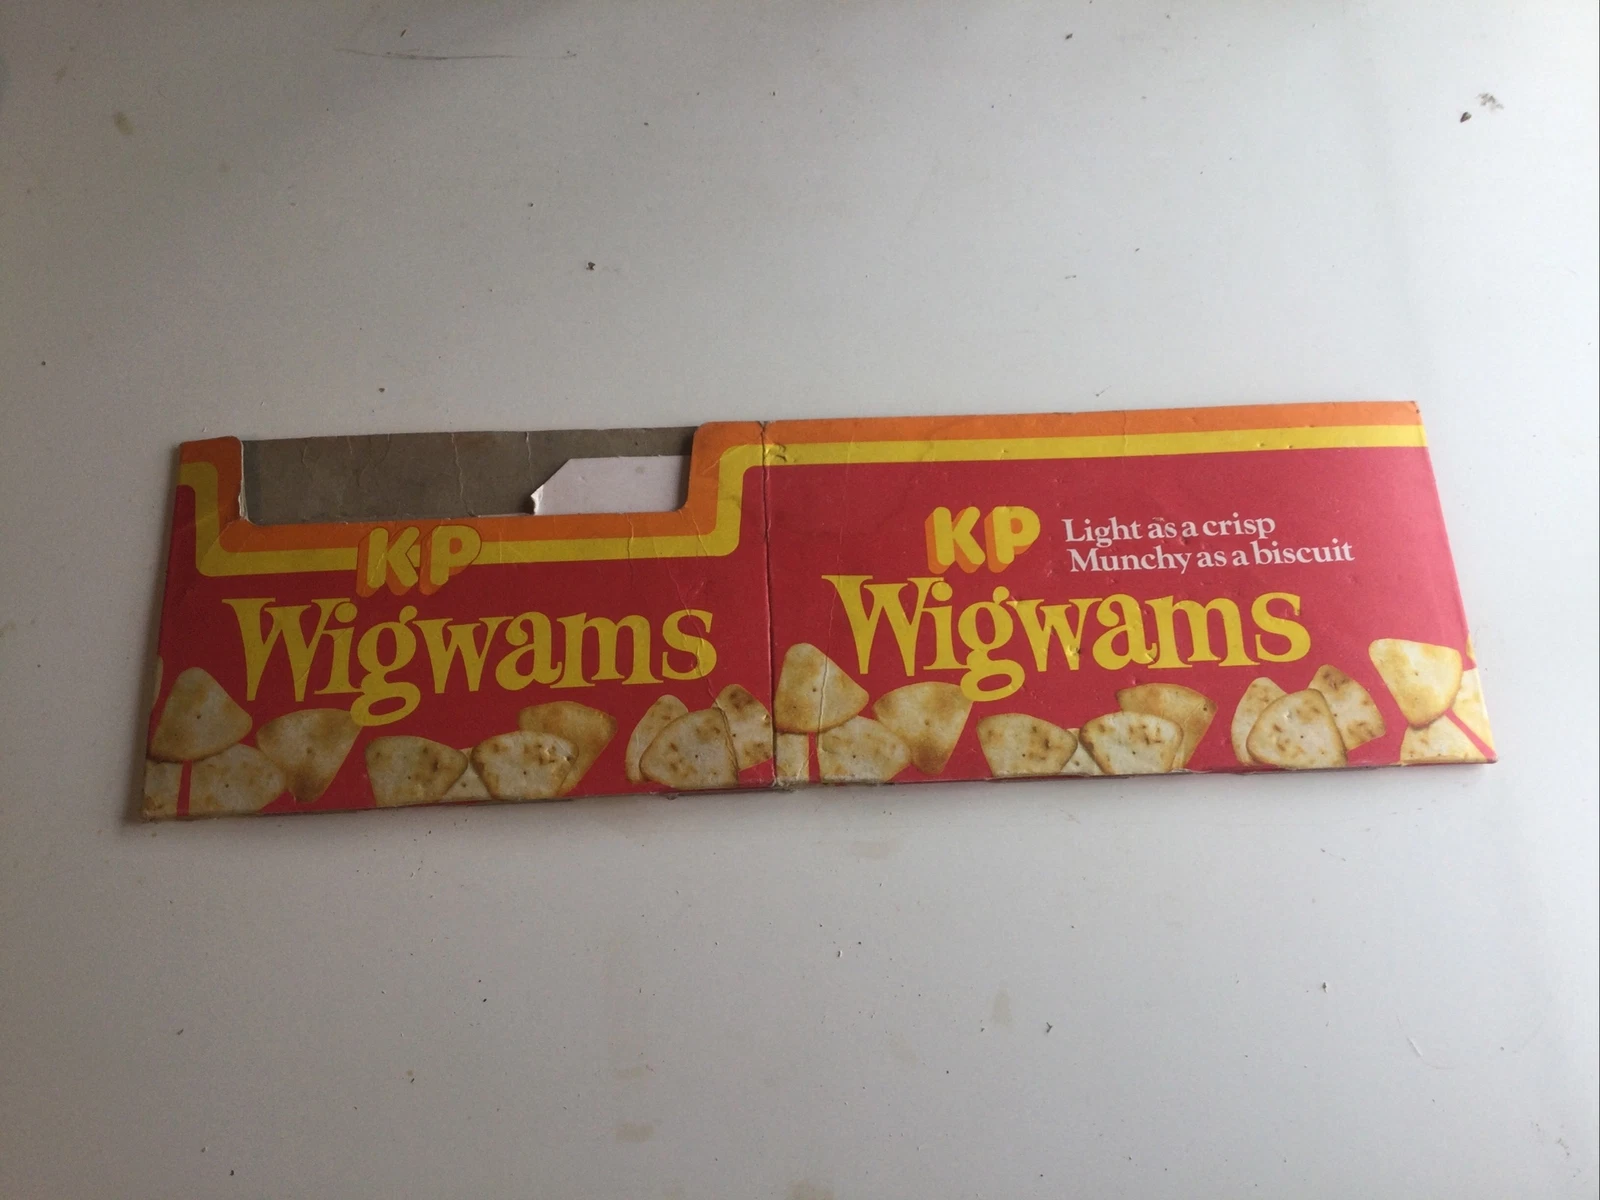 KP
Wigwams
KP
Light as a crisp
Munchy as a biscuit
Wigwams